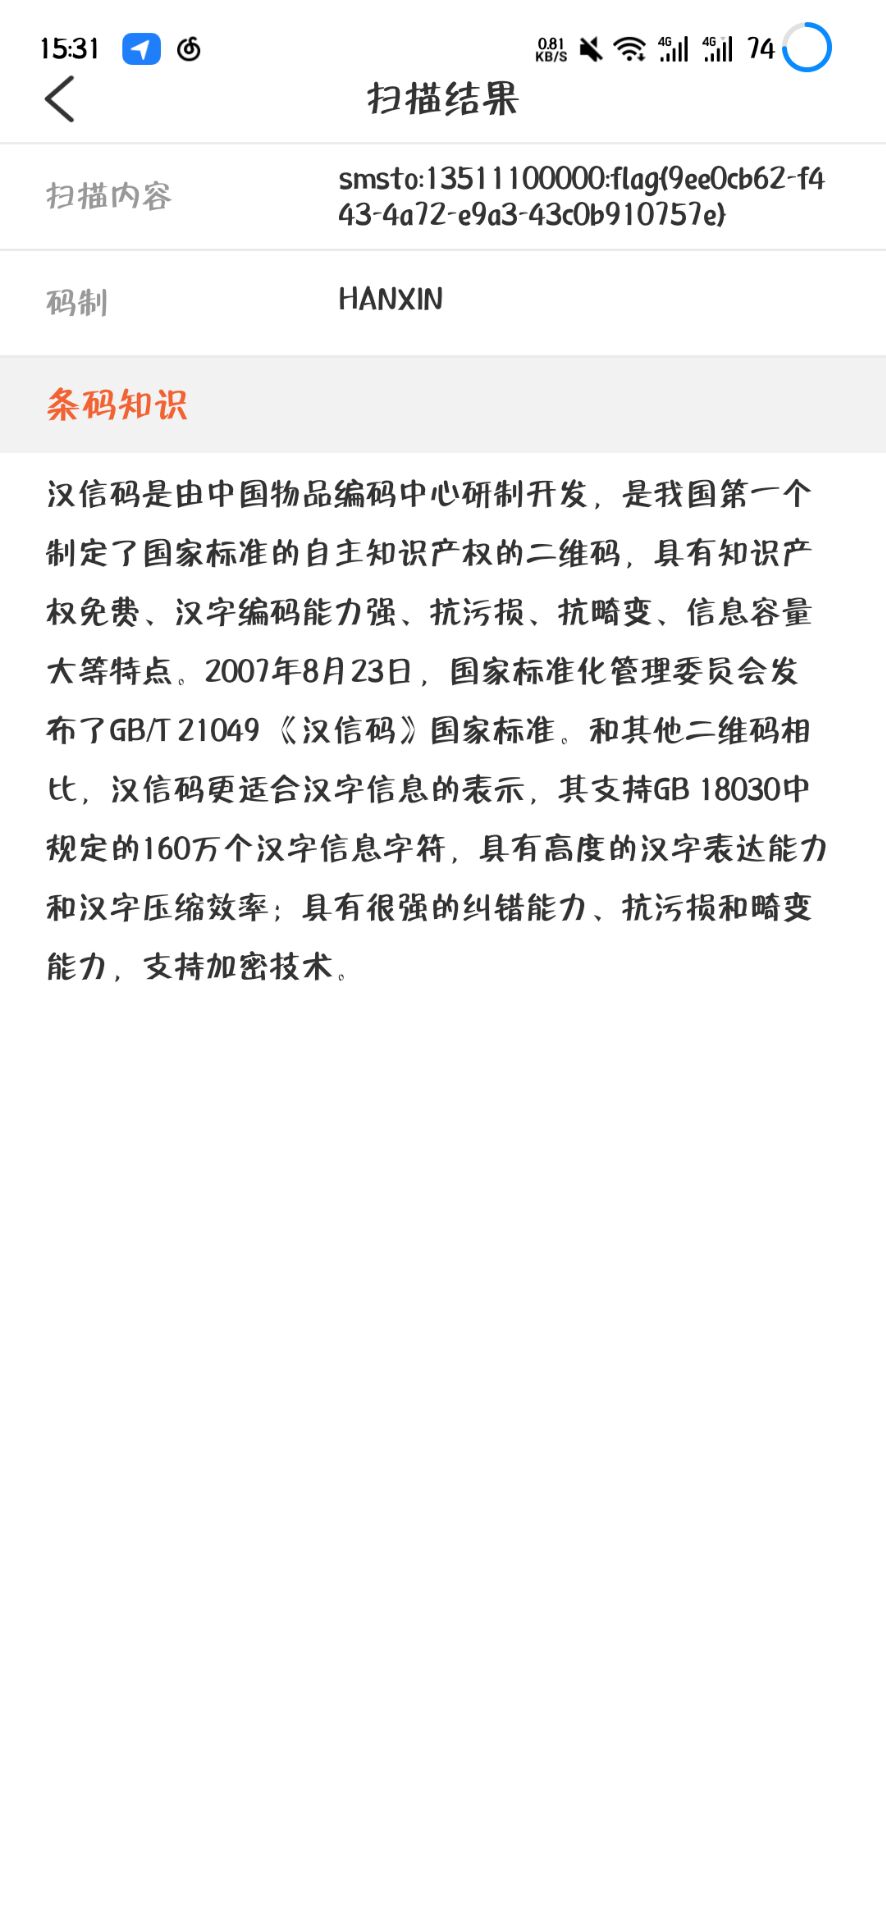 15:31
0.81 KB/S 4G 4G 74
扫描结果
扫描内容
smsto:13511100000:flag{9ee0cb62-f4
43-4a72-e9a3-43c0b910757e}
码制
HANXIN
条码知识
汉信码是由中国物品编码中心研制开发，是我国第一个
制定了国家标准的自主知识产权的二维码，具有知识产
权免费、汉字编码能力强、抗污损、抗畸变、信息容量
大等特点。2007年8月23日，国家标准化管理委员会发
布了GB/T 21049《汉信码》国家标准。和其他二维码相
比，汉信码更适合汉字信息的表示，其支持GB 18030中
规定的160万个汉字信息字符，具有高度的汉字表达能力
和汉字压缩效率；具有很强的纠错能力、抗污损和畸变
能力，支持加密技术。